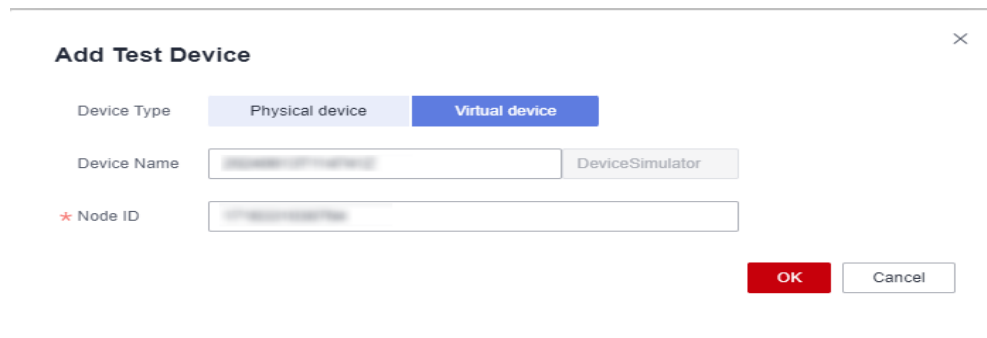 Add Test Device
Device Type Physical device Virtual device
Device Name DeviceSimulator
* Node ID
OK Cancel